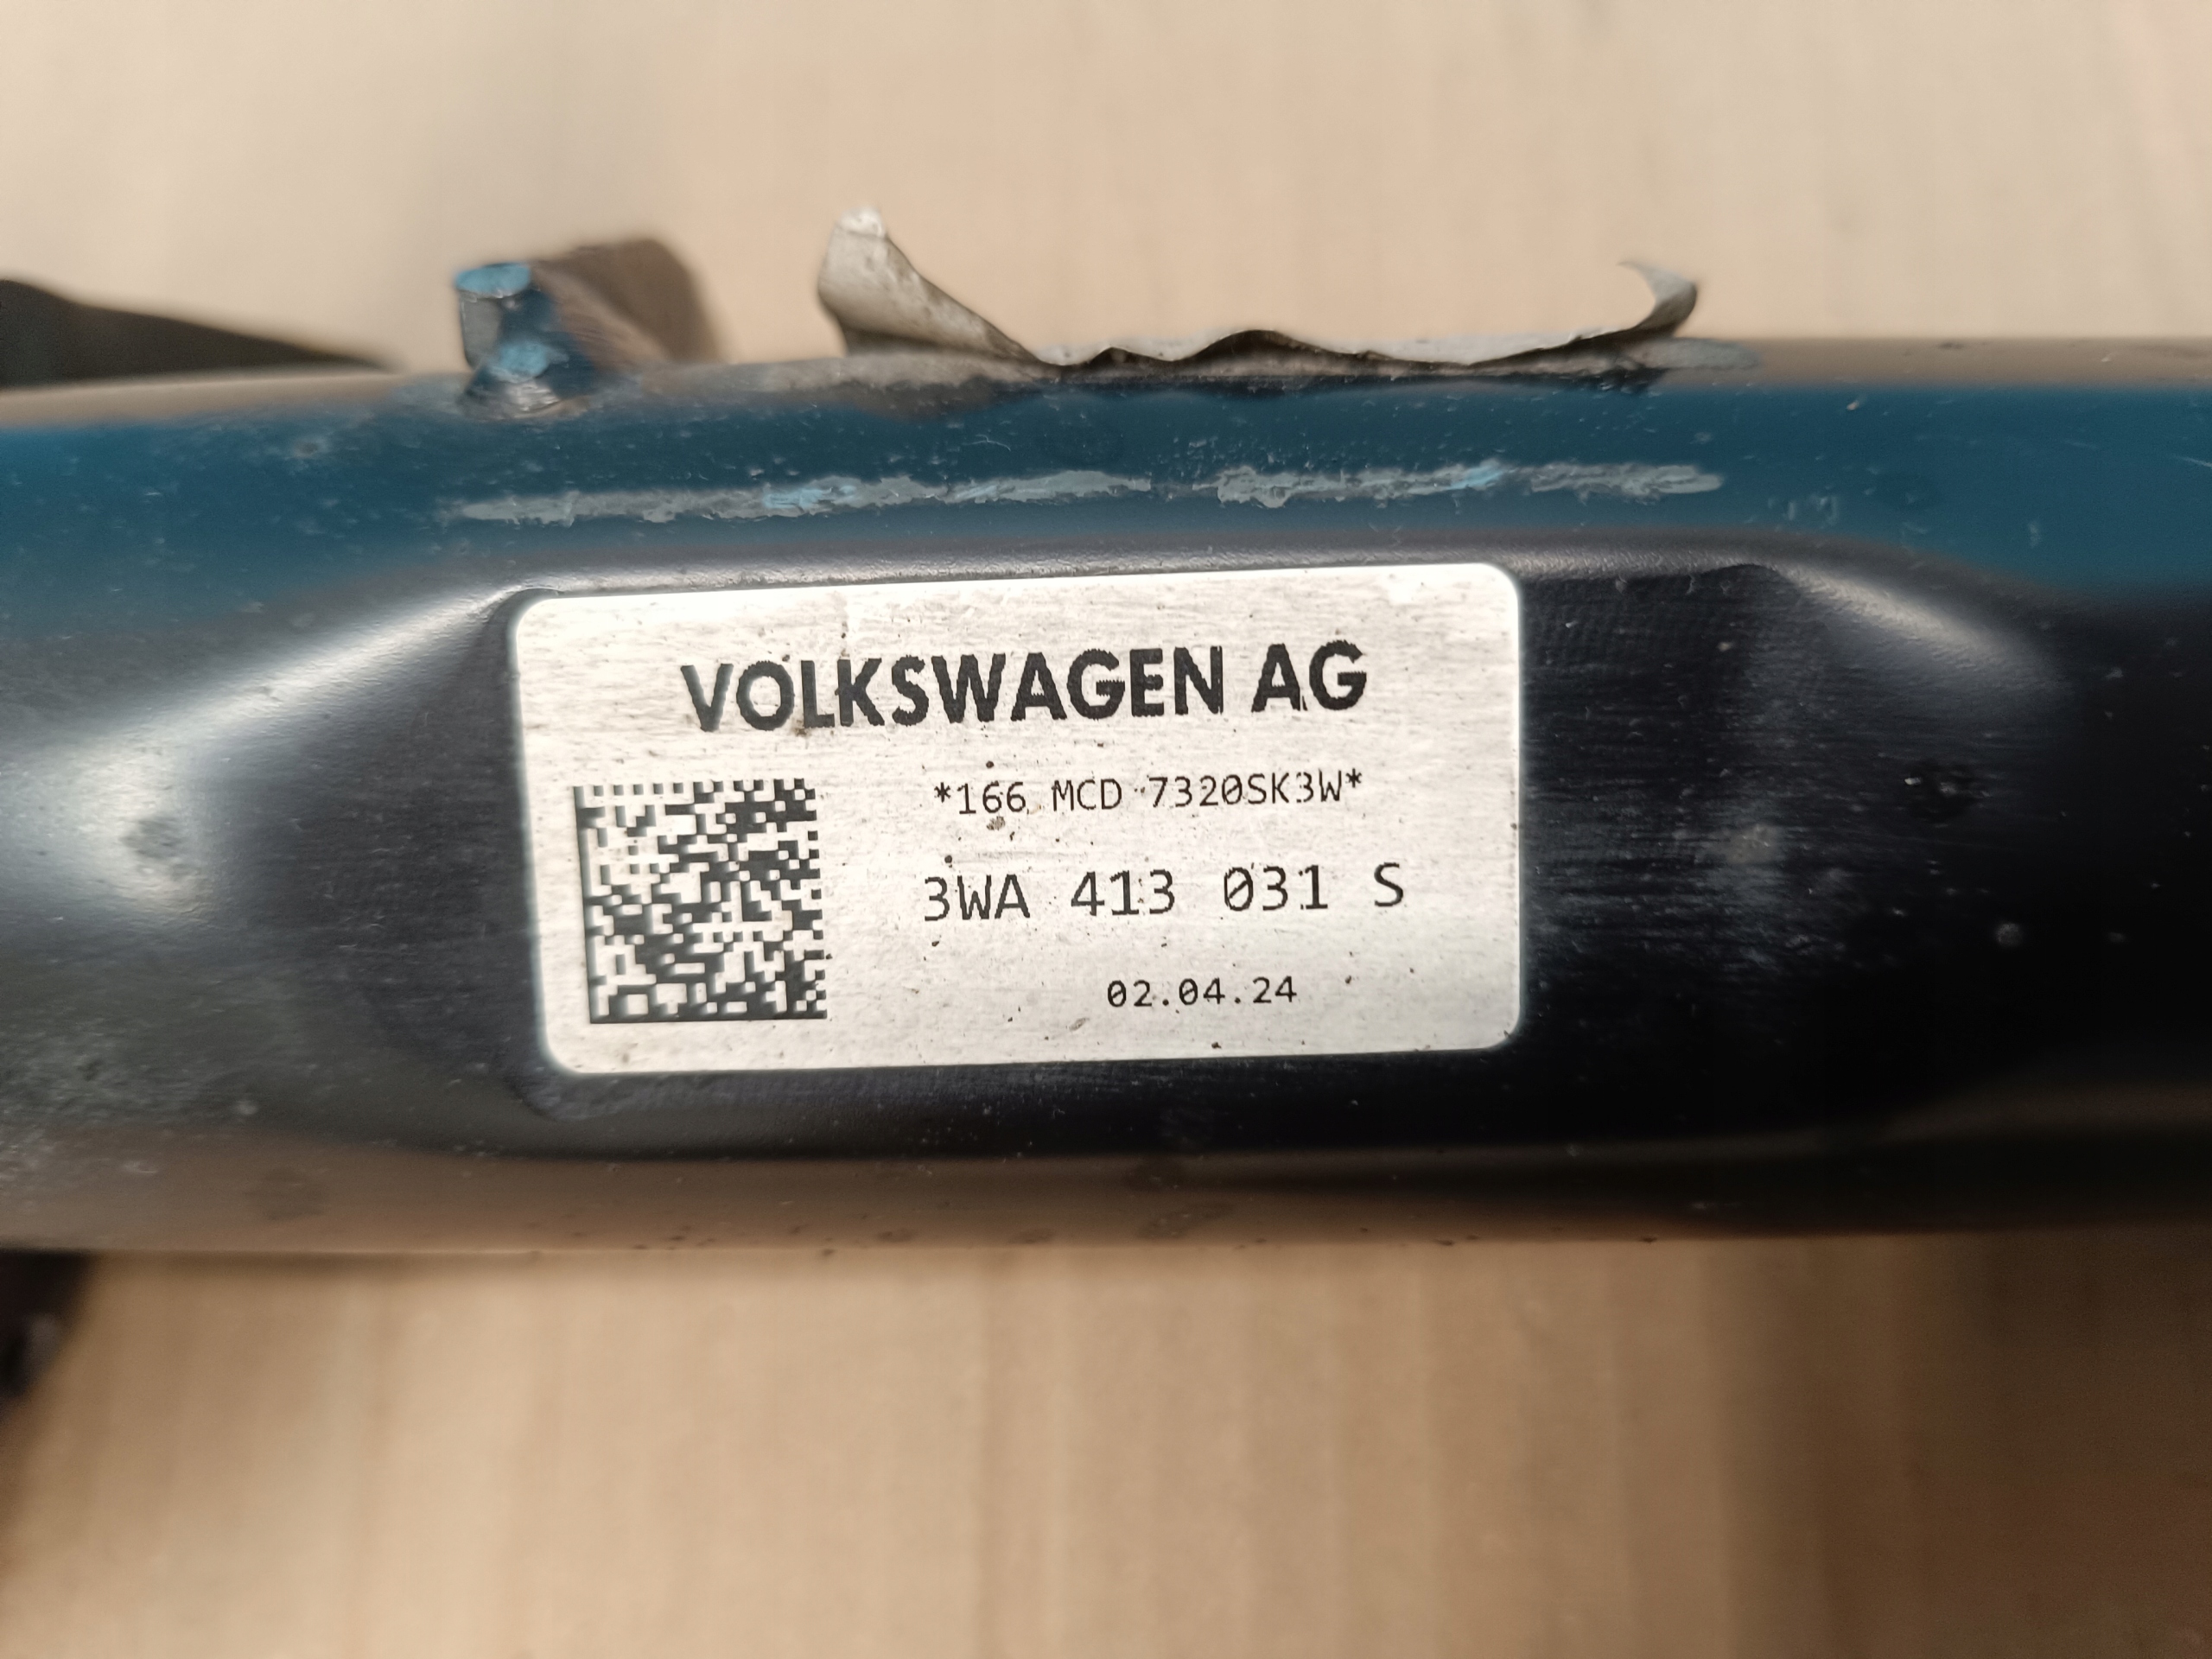 VOLKSWAGEN AG
*166 MCD 7320SK3W*
3WA 413 031 S
02.04.24